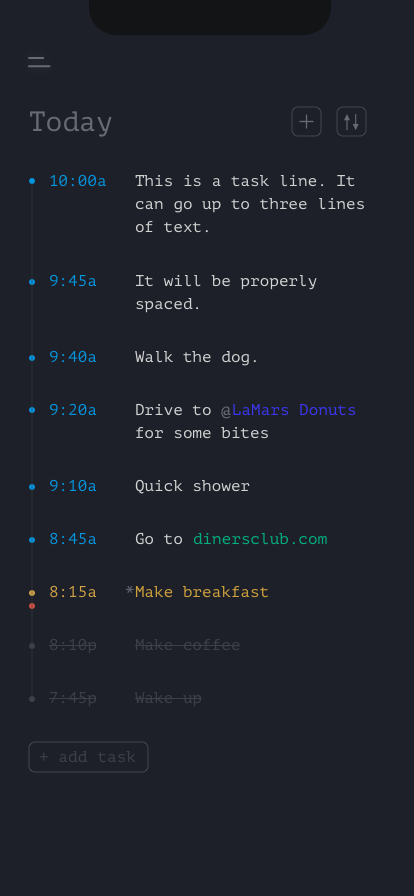 Today
10:00a This is a task line. It
can go up to three lines
of text.
9:45a It will be properly
spaced.
9:40a Walk the dog.
9:20a Drive to @LaMars Donuts
for some bites
9:10a Quick shower
8:45a Go to dinersclub.com
8:15a *Make breakfast
8:10p Make coffee
7:45p Wake up
+ add task